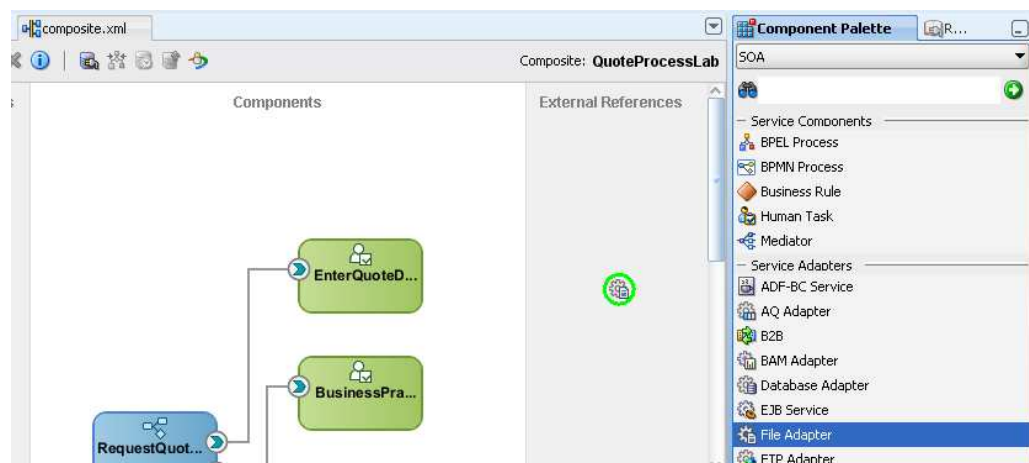 composite.xml
Composite: QuoteProcessLab
Components
External References
EnterQuoteD...
BusinessPra...
RequestQuot...
Component Palette
R...
SOA
Service Components
BPEL Process
BPMN Process
Business Rule
Human Task
Mediator
Service Adapters
ADF-BC Service
AQ Adapter
B2B
BAM Adapter
Database Adapter
EJB Service
File Adapter
FTP Adapter